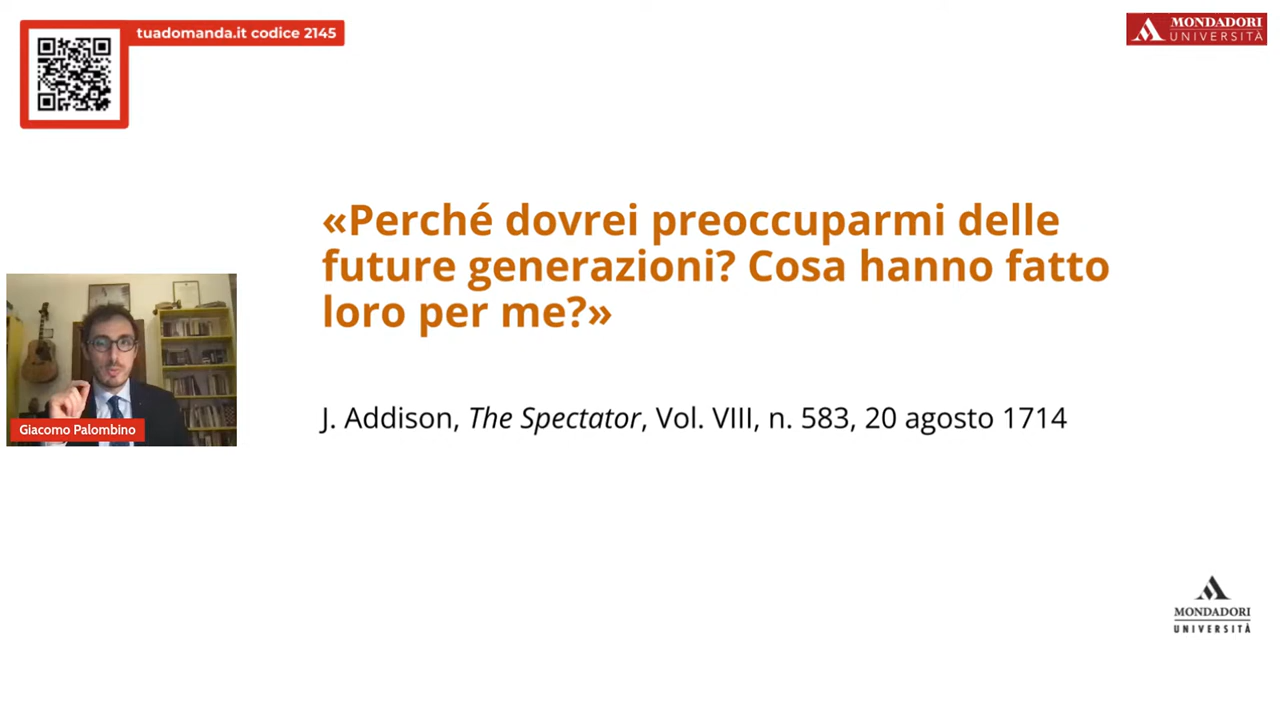 tuadomanda.it codice 2145
MONDADORI
UNIVERSITÀ
«Perché dovrei preoccuparmi delle
future generazioni? Cosa hanno fatto
loro per me?»
J. Addison, The Spectator, Vol. VIII, n. 583, 20 agosto 1714
Giacomo Palombino
MONDADORI
UNIVERSITÀ